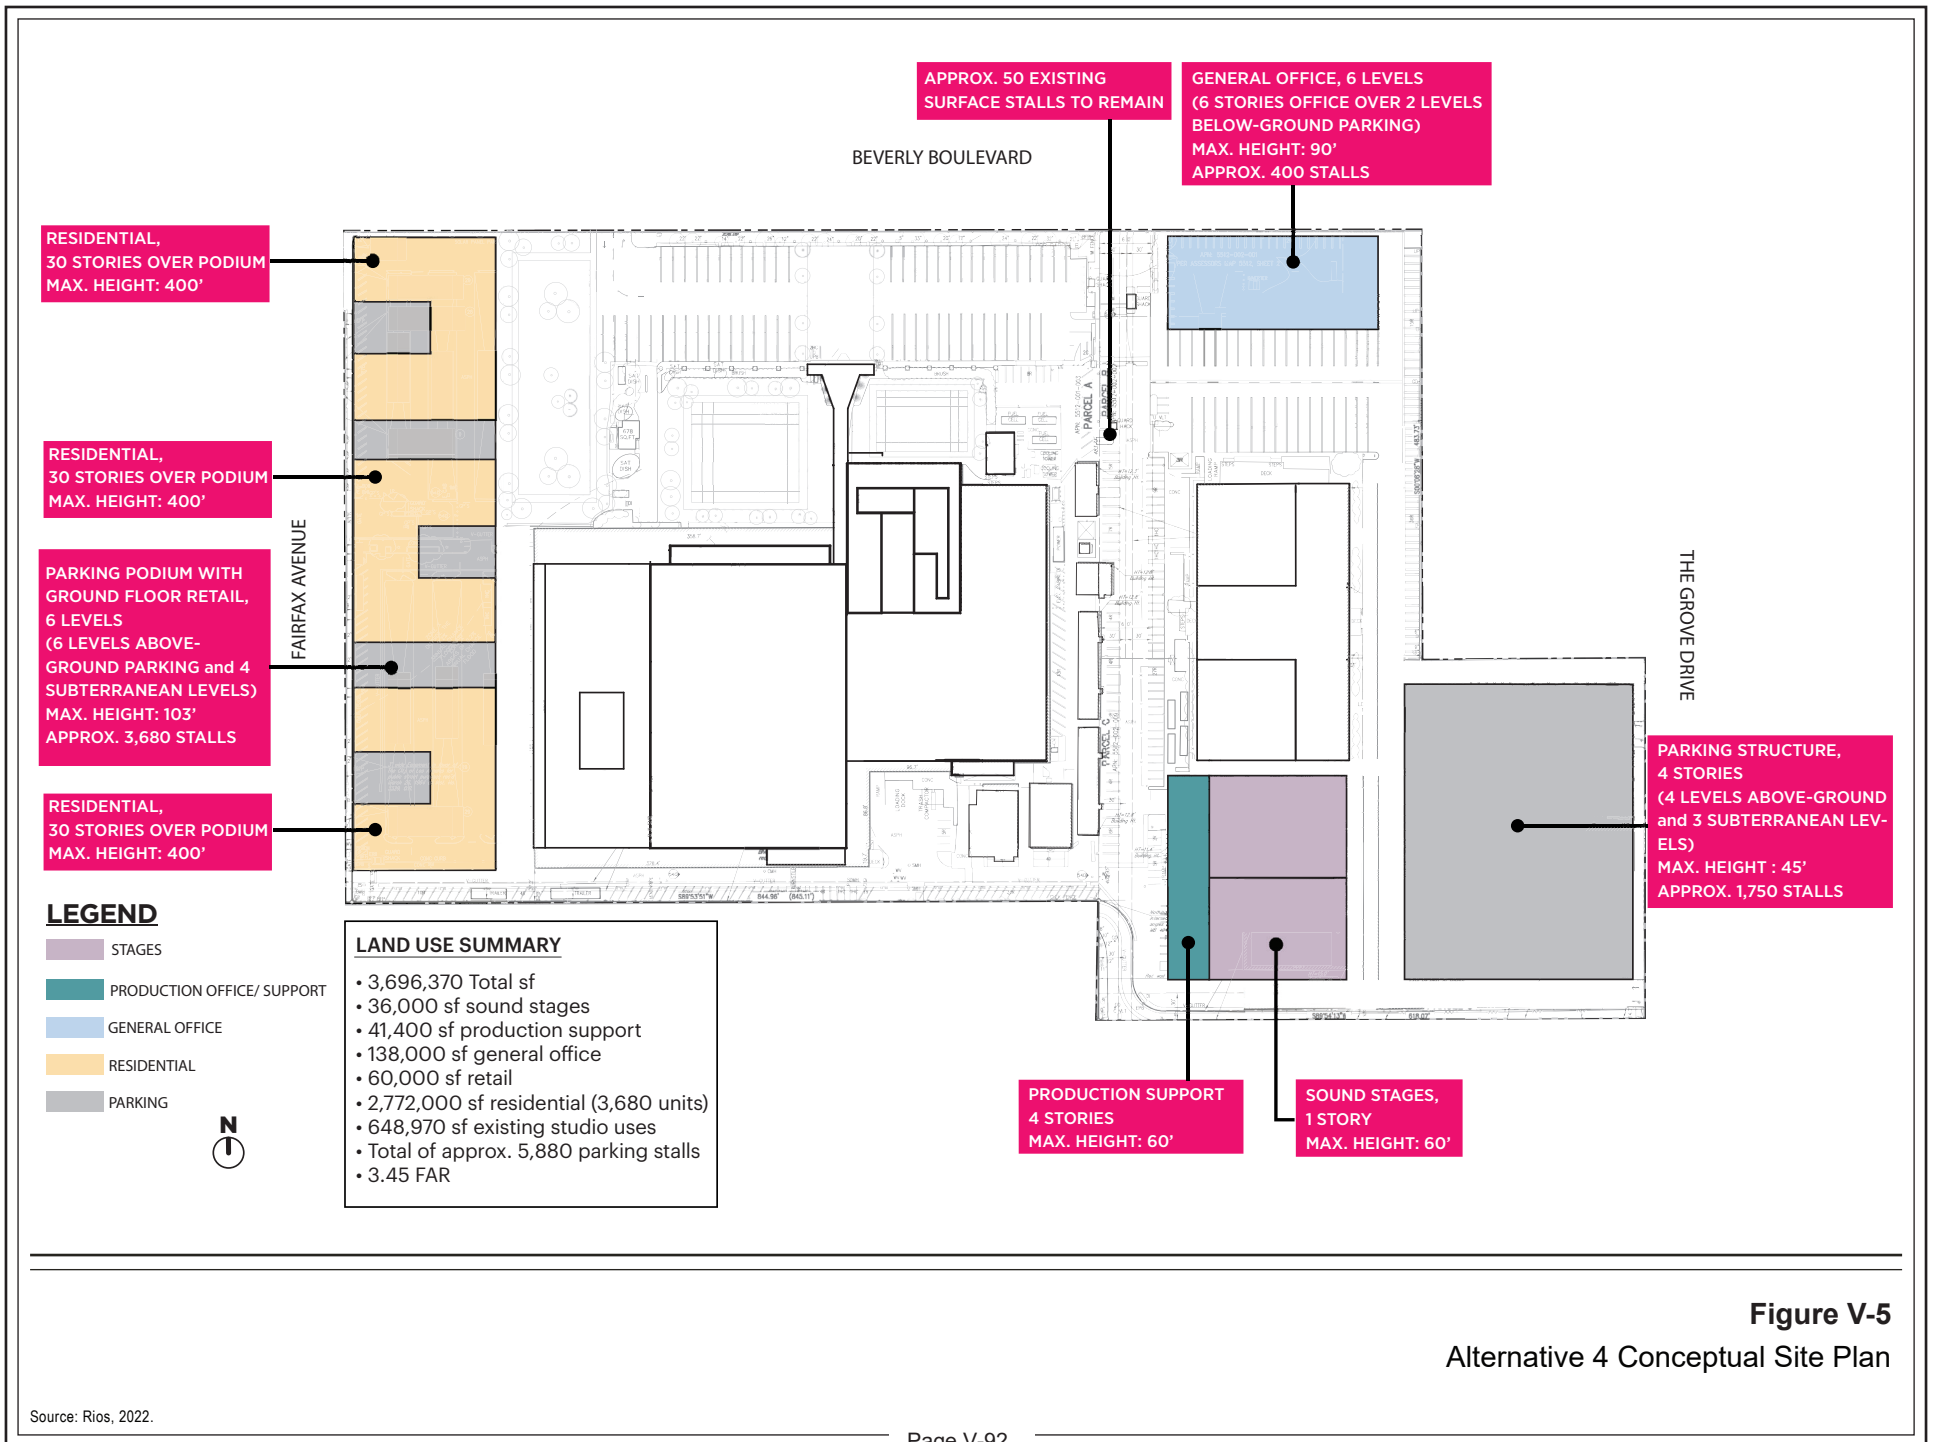 APPROX. 50 EXISTING
SURFACE STALLS TO REMAIN
GENERAL OFFICE, 6 LEVELS
(6 STORIES OFFICE OVER 2 LEVELS
BELOW-GROUND PARKING)
MAX. HEIGHT: 90'
APPROX. 400 STALLS
BEVERLY BOULEVARD
RESIDENTIAL,
30 STORIES OVER PODIUM
MAX. HEIGHT: 400'
RESIDENTIAL,
30 STORIES OVER PODIUM
MAX. HEIGHT: 400'
PARKING PODIUM WITH
GROUND FLOOR RETAIL,
6 LEVELS
(6 LEVELS ABOVE-
GROUND PARKING and 4
SUBTERRANEAN LEVELS)
MAX. HEIGHT: 103'
APPROX. 3,680 STALLS
RESIDENTIAL,
30 STORIES OVER PODIUM
MAX. HEIGHT: 400'
FAIRFAX AVENUE
PARCEL A
PARCEL B
PARCEL C
THE GROVE DRIVE
PARKING STRUCTURE,
4 STORIES
(4 LEVELS ABOVE-GROUND
and 3 SUBTERRANEAN LEV-
ELS)
MAX. HEIGHT : 45'
APPROX. 1,750 STALLS
LEGEND
STAGES
PRODUCTION OFFICE/ SUPPORT
GENERAL OFFICE
RESIDENTIAL
PARKING
N
LAND USE SUMMARY
• 3,696,370 Total sf
• 36,000 sf sound stages
• 41,400 sf production support
• 138,000 sf general office
• 60,000 sf retail
• 2,772,000 sf residential (3,680 units)
• 648,970 sf existing studio uses
• Total of approx. 5,880 parking stalls
• 3.45 FAR
PRODUCTION SUPPORT
4 STORIES
MAX. HEIGHT: 60'
SOUND STAGES,
1 STORY
MAX. HEIGHT: 60'
Figure V-5
Alternative 4 Conceptual Site Plan
Source: Rios, 2022.
Page V-92